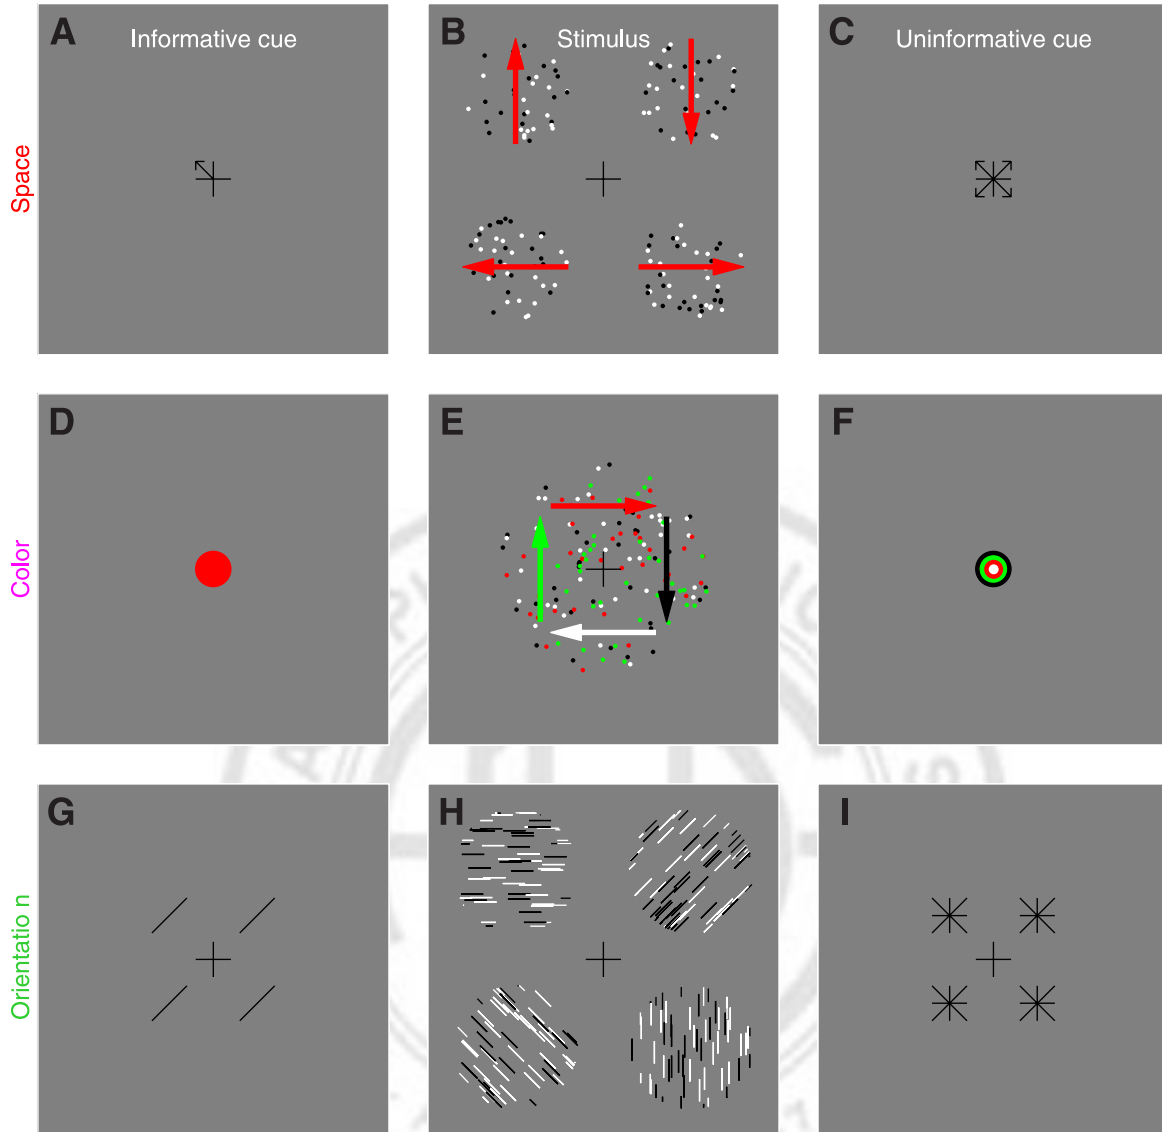 A Informative cue
B Stimulus
C Uninformative cue
Space
D
E
F
Color
G
H
I
Orientatio n